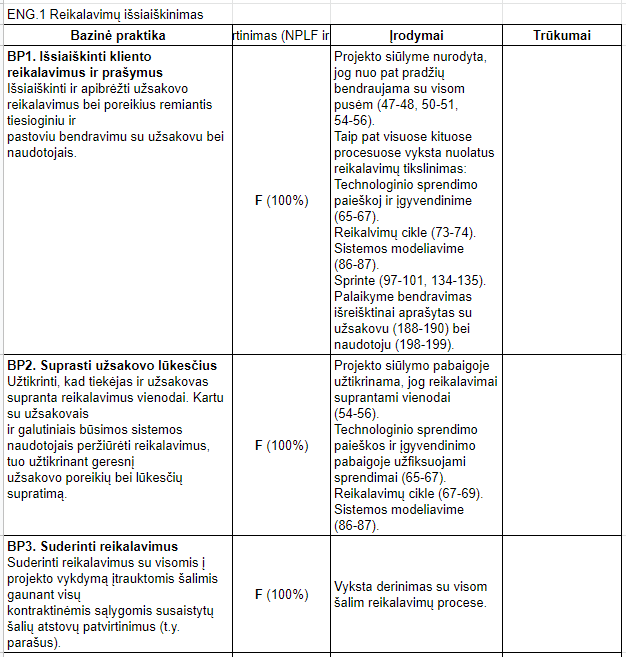 ENG.1 Reikalavimų išsiaiškinimas
Bazinė praktika
rtinimas (NPLF ir
Įrodymai
Trūkumai
BP1. Išsiaiškinti kliento
reikalavimus ir prašymus
Išsiaiškinti ir apibrėžti užsakovo
reikalavimus bei poreikius remiantis
tiesioginiu ir
pastoviu bendravimu su užsakovu bei
naudotojais.
F (100%)
Projekto siūlyme nurodyta,
jog nuo pat pradžių
bendraujama su visom
pusėm (47-48, 50-51,
54-56).
Taip pat visuose kituose
procesuose vyksta nuolatus
reikalavimų tikslinimas:
Technologinio sprendimo
paieškoj ir įgyvendinime
(65-67).
Reikalvimų cikle (73-74).
Sistemos modeliavime
(86-87).
Sprinte (97-101, 134-135).
Palaikyme bendravimas
išreišktinai aprašytas su
užsakovu (188-190) bei
naudotoju (198-199).
BP2. Suprasti užsakovo lūkesčius
Užtikrinti, kad tiekėjas ir užsakovas
supranta reikalavimus vienodai. Kartu
su užsakovais
ir galutiniais būsimos sistemos
naudotojais peržiūrėti reikalavimus,
tuo užtikrinant geresnį
užsakovo poreikių bei lūkesčių
supratimą.
F (100%)
Projekto siūlymo pabaigoje
užtikrinama, jog reikalavimai
suprantami vienodai
(54-56).
Technologinio sprendimo
paieškos ir įgyvendinimo
pabaigoje užfiksuojami
sprendimai (65-67).
Reikalavimų cikle (67-69).
Sistemos modeliavime
(86-87).
BP3. Suderinti reikalavimus
Suderinti reikalavimus su visomis į
projekto vykdymą įtrauktomis šalimis
gaunant visų
kontraktinėmis sąlygomis susaistytų
šalių atstovų patvirtinimus (t.y.
parašus).
F (100%)
Vyksta derinimas su visom
šalim reikalavimų procese.